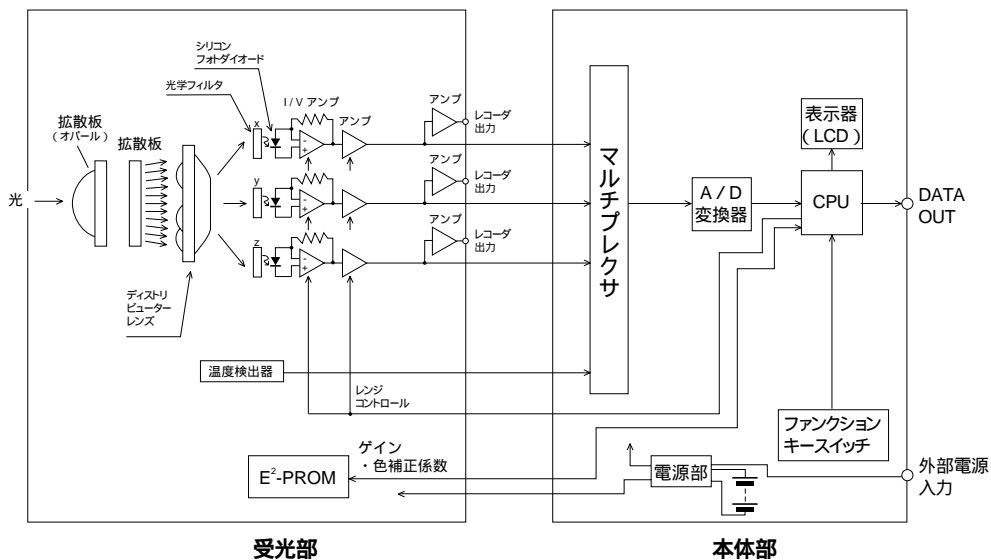 シリコン
フォトダイオード
光学フィルタ
I / V アンプ
アンプ
アンプ
レコーダ
出力
拡散板
( オパール )
拡散板
x
-
+
アンプ
レコーダ
出力
光
y
-
+
アンプ
レコーダ
出力
z
-
+
ディストリ
ビューター
レンズ
温度検出器
レンジ
コントロール
E²-PROM
ゲイン
・色補正係数
受光部
マルチプレクサ
A / D
変換器
表示器
( LCD )
CPU
DATA
OUT
ファンクション
キースイッチ
電源部
外部電源
入力
本体部